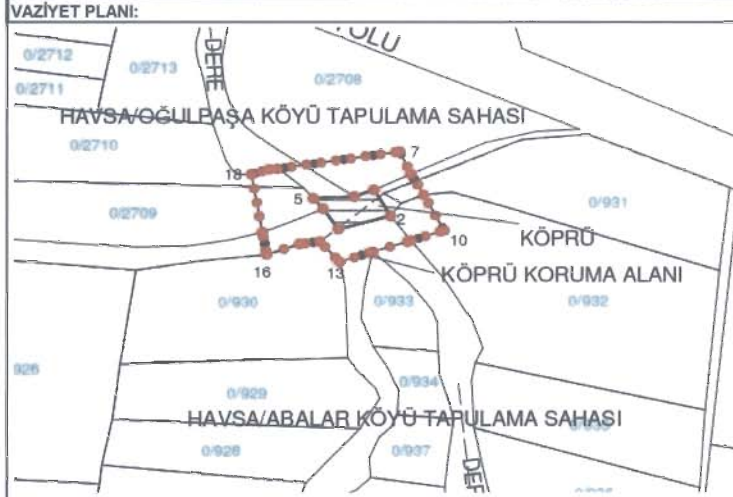 VAZİYET PLANI:
YOLU
0/2712
0/2713
DERE
0/2708
0/2711
HAVSA/OĞULPAŞA KÖYÜ TAPULAMA SAHASI
0/2710
7
18
5
0/931
0/2709
2
KÖPRÜ
10
16
13
KÖPRÜ KORUMA ALANI
0/930
0/933
0/932
926
0/934
0/929
HAVSA/ABALAR KÖYÜ TAPULAMA SAHASI
0/928
0/937
DEF